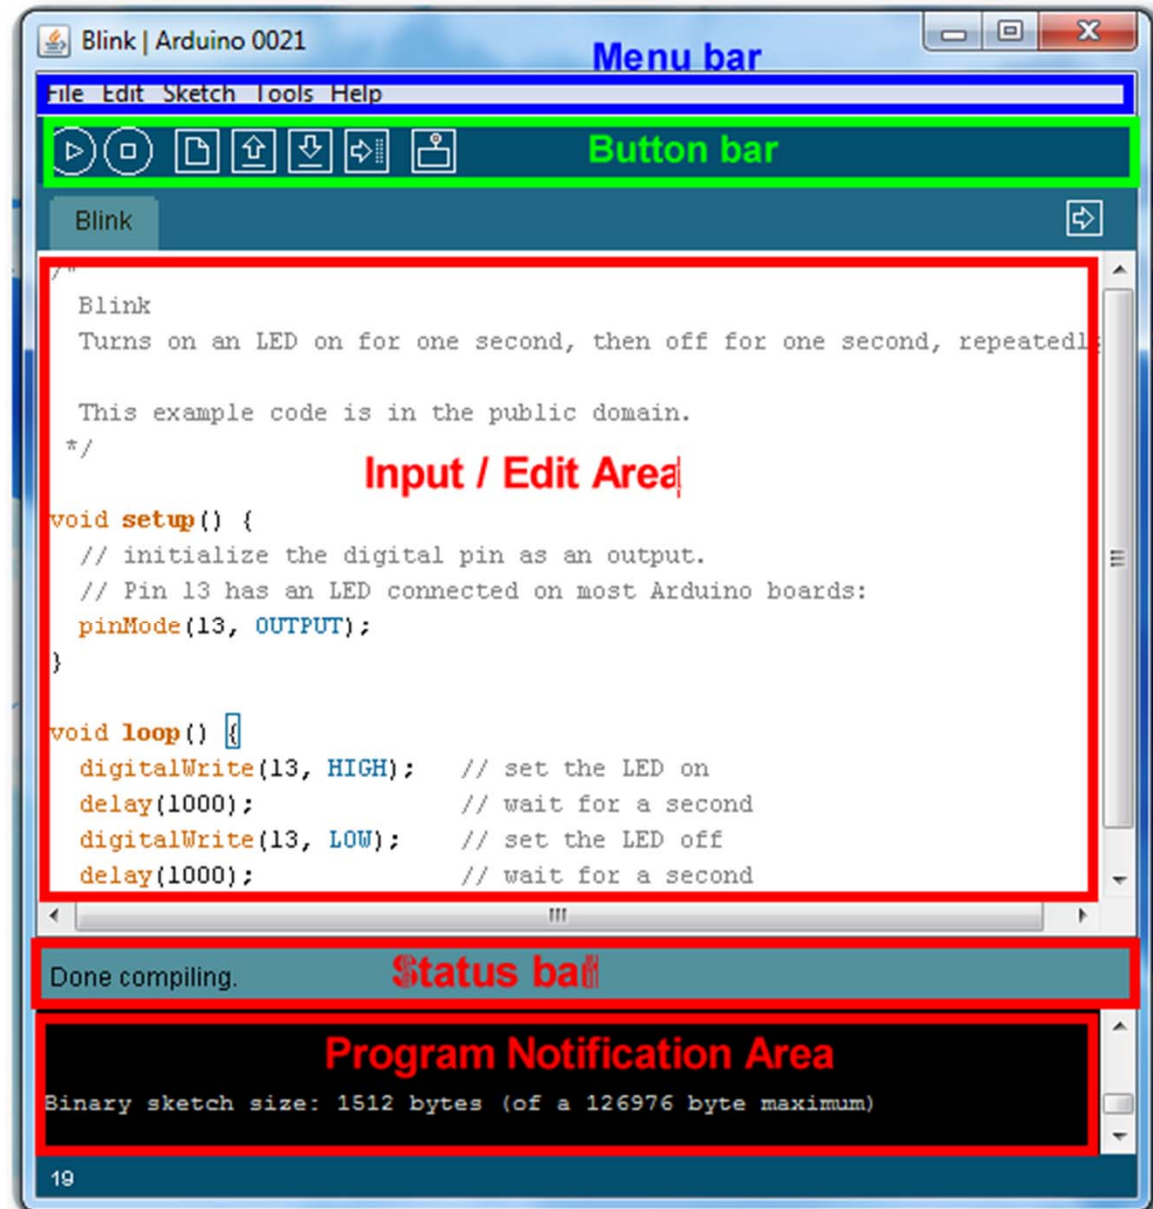 Blink | Arduino 0021
Menu bar
File Edit Sketch Tools Help
Button bar
Blink
/*
Blink
Turns on an LED on for one second, then off for one second, repeatedly
This example code is in the public domain.
*/
Input / Edit Area
void setup() {
// initialize the digital pin as an output.
// Pin 13 has an LED connected on most Arduino boards:
pinMode(13, OUTPUT);
}
void loop() {
digitalWrite(13, HIGH);   // set the LED on
delay(1000);              // wait for a second
digitalWrite(13, LOW);    // set the LED off
delay(1000);              // wait for a second
Done compiling.
Status bar
Program Notification Area
Binary sketch size: 1512 bytes (of a 126976 byte maximum)
19